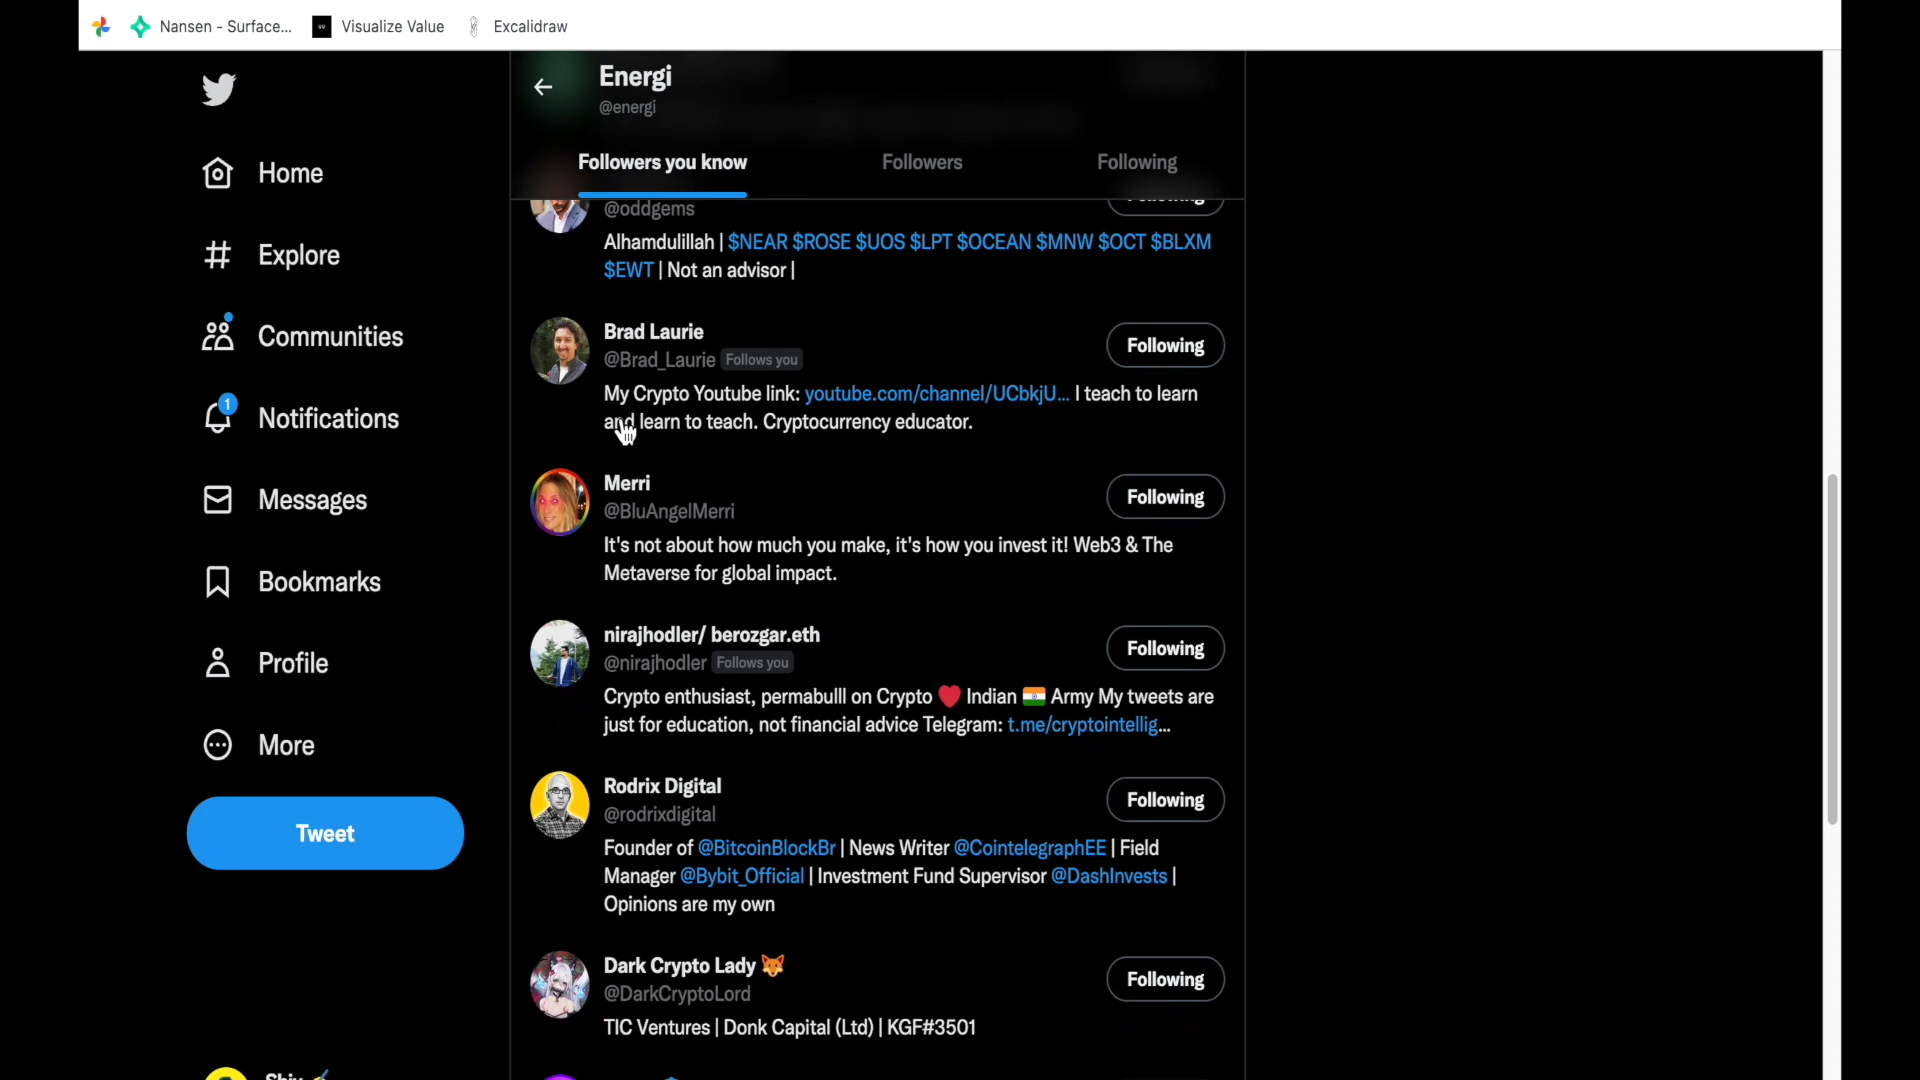 Nansen - Surface...
Visualize Value
Excalidraw
Energi
@energi
Followers you know
Followers
Following
Home
Explore
Communities
1
Notifications
Messages
Bookmarks
Profile
More
Tweet
@oddgems
Following
Alhamdulillah | $NEAR $ROSE $UOS $LPT $OCEAN $MNW $OCT $BLXM
$EWT | Not an advisor |
Brad Laurie
@Brad_Laurie Follows you
Following
My Crypto Youtube link: youtube.com/channel/UCbkjU... I teach to learn
and learn to teach. Cryptocurrency educator.
Merri
@BluAngelMerri
Following
It's not about how much you make, it's how you invest it! Web3 & The
Metaverse for global impact.
nirajhodler/ berozgar.eth
@nirajhodler Follows you
Following
Crypto enthusiast, permabulll on Crypto ❤️ Indian 🇮🇳 Army My tweets are
just for education, not financial advice Telegram: t.me/cryptointellig...
Rodrix Digital
@rodrixdigital
Following
Founder of @BitcoinBlockBr | News Writer @CointelegraphEE | Field
Manager @Bybit_Official | Investment Fund Supervisor @DashInvests |
Opinions are my own
Dark Crypto Lady 🦊
@DarkCryptoLord
Following
TIC Ventures | Donk Capital (Ltd) | KGF#3501